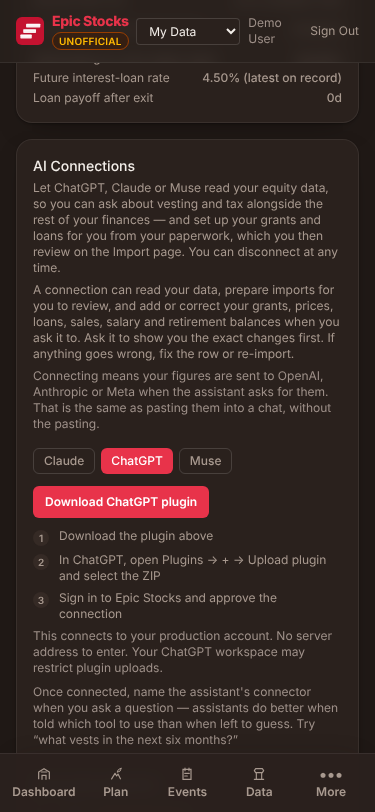 Epic Stocks
UNOFFICIAL
My Data
Demo
User
Sign Out
Future interest-loan rate 4.50% (latest on record)
Loan payoff after exit 0d
AI Connections
Let ChatGPT, Claude or Muse read your equity data,
so you can ask about vesting and tax alongside the
rest of your finances — and set up your grants and
loans for you from your paperwork, which you then
review on the Import page. You can disconnect at any
time.
A connection can read your data, prepare imports for
you to review, and add or correct your grants, prices,
loans, sales, salary and retirement balances when you
ask it to. Ask it to show you the exact changes first. If
anything goes wrong, fix the row or re-import.
Connecting means your figures are sent to OpenAI,
Anthropic or Meta when the assistant asks for them.
That is the same as pasting them into a chat, without
the pasting.
Claude ChatGPT Muse
Download ChatGPT plugin
1 Download the plugin above
2 In ChatGPT, open Plugins → + → Upload plugin
and select the ZIP
3 Sign in to Epic Stocks and approve the
connection
This connects to your production account. No server
address to enter. Your ChatGPT workspace may
restrict plugin uploads.
Once connected, name the assistant's connector
when you ask a question — assistants do better when
told which tool to use than when left to guess. Try
“what vests in the next six months?”
Dashboard Plan Events Data More